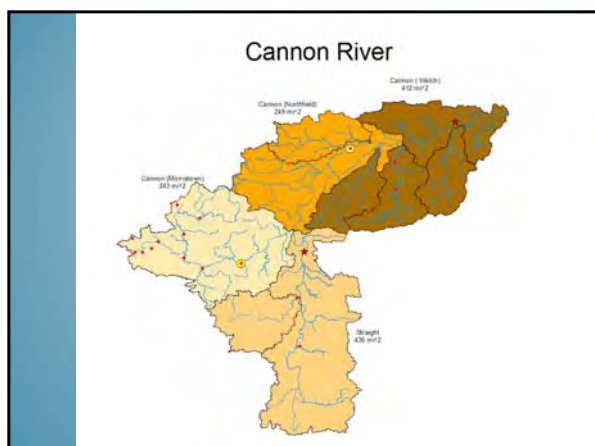 Cannon River
Cannon (Welch)
412 mi^2
Cannon (Northfield)
249 mi^2
Cannon (Morristown)
243 mi^2
Straight
436 mi^2